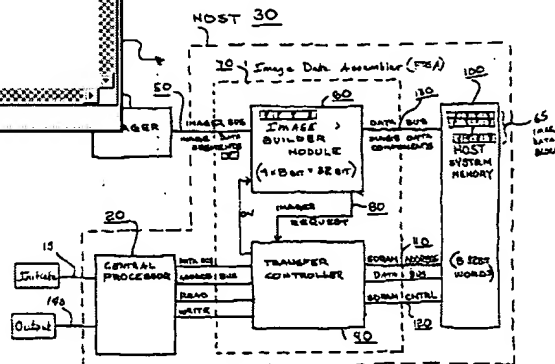 HOST 30
70 Image Data Assembler
50
IMAGER BUS
IMAGE DATA
SEGMENTS
60
IMAGE
BUILDER
MODULE
(4 x 8 BIT = 32 BIT)
130
DATA BUS
IMAGE DATA
COMPONENTS
100
HOST
SYSTEM
MEMORY
(8 32BIT
WORDS)
65
IMAGE
DATA
BLOCK
AGER
IMAGER
REQUEST
80
20
15
Initiate
CENTRAL
PROCESSOR
DATA BUS
ADDRESS BUS
READ
WRITE
TRANSFER
CONTROLLER
90
110
SDRAM ADDRESS
DATA BUS
SDRAM CNTRL
120
Output